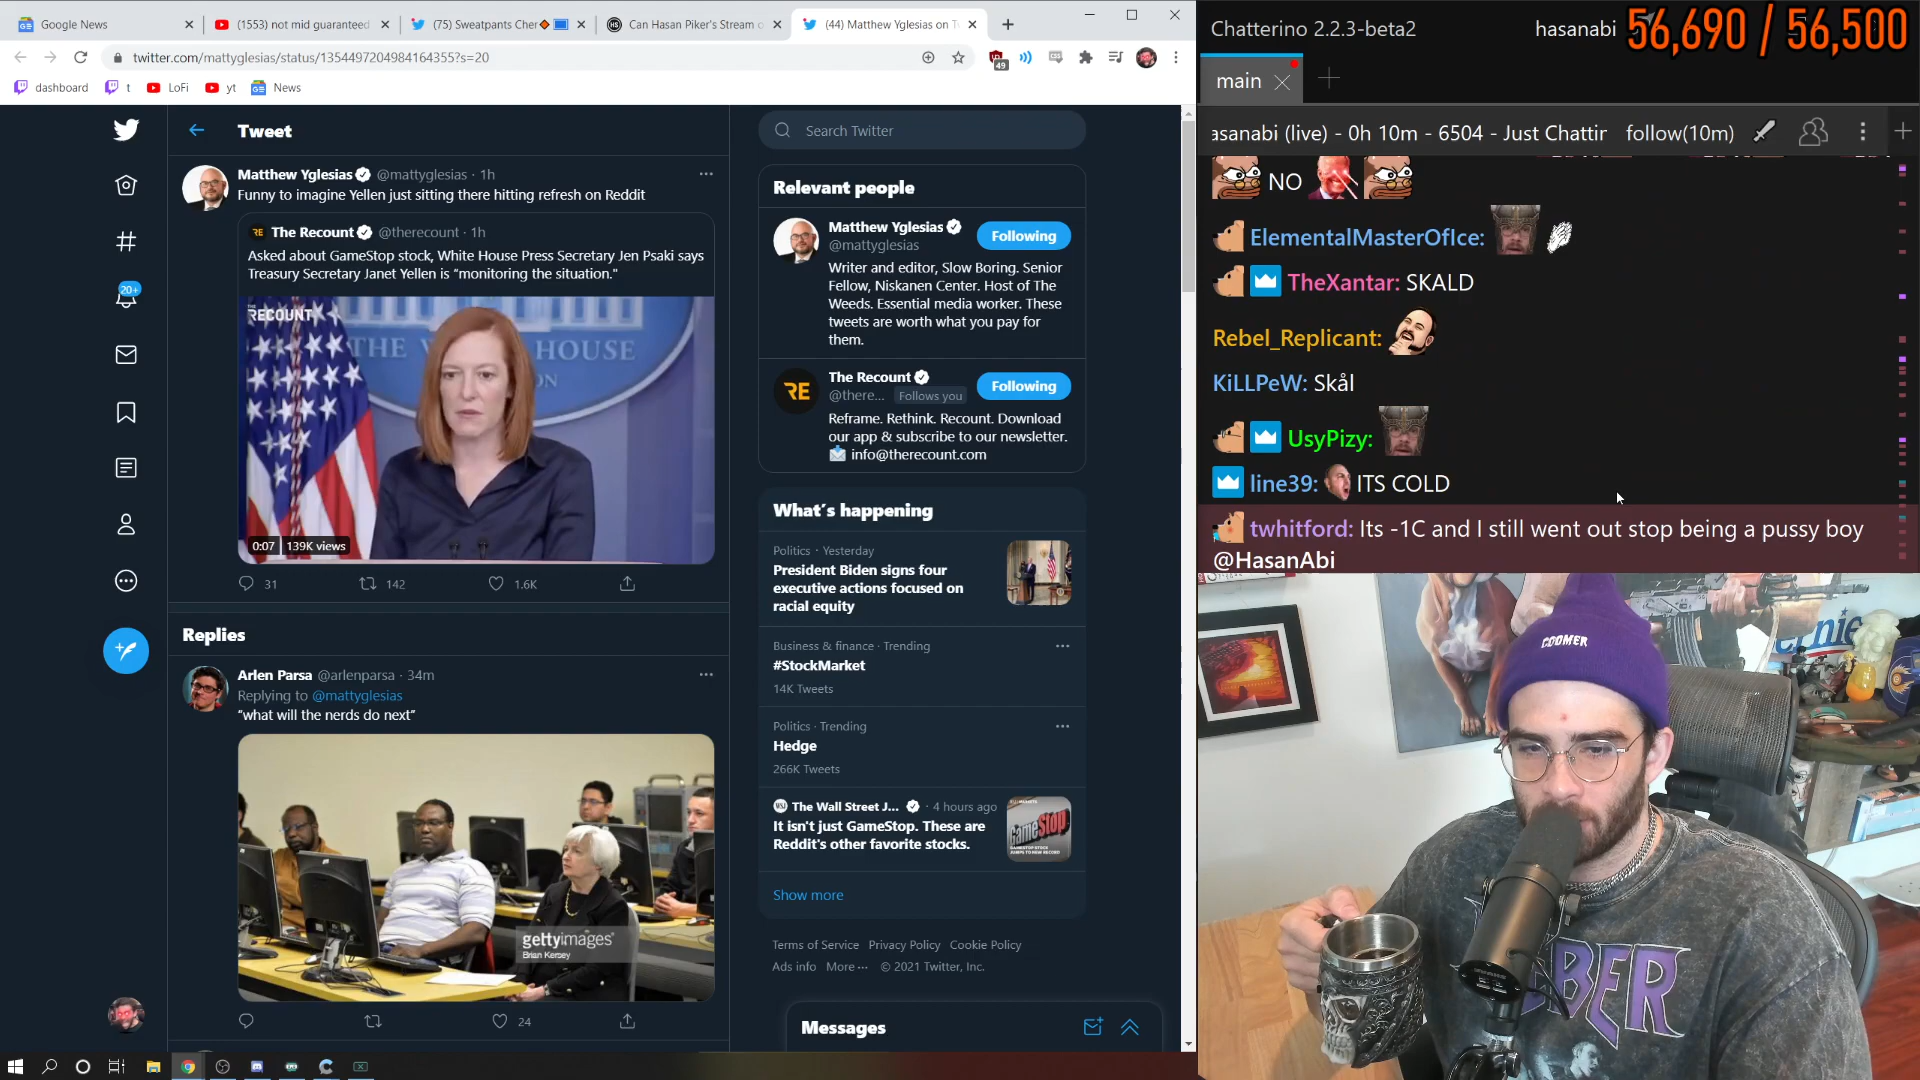 Google News
(1553) not mid guaranteed
(75) Sweatpants Cher
Can Hasan Piker's Stream o
(44) Matthew Yglesias on T
twitter.com/mattyglesias/status/1354497204984164355?s=20
49
dashboard
t
LoFi
yt
News
Tweet
Matthew Yglesias @mattyglesias · 1h
Funny to imagine Yellen just sitting there hitting refresh on Reddit
The Recount @therecount · 1h
Asked about GameStop stock, White House Press Secretary Jen Psaki says
Treasury Secretary Janet Yellen is “monitoring the situation."
RECOUNT
THE WHITE HOUSE
0:07 139K views
31
142
1.6K
20+
Replies
Arlen Parsa @arlenparsa · 34m
Replying to @mattyglesias
“what will the nerds do next”
gettyimages
Brian Kersey
24
Search Twitter
Relevant people
Matthew Yglesias
@mattyglesias
Following
Writer and editor, Slow Boring. Senior
Fellow, Niskanen Center. Host of The
Weeds. Essential media worker. These
tweets are worth what you pay for
them.
RE
The Recount
@there... Follows you
Following
Reframe. Rethink. Recount. Download
our app & subscribe to our newsletter.
info@therecount.com
What’s happening
Politics · Yesterday
President Biden signs four
executive actions focused on
racial equity
Business & finance · Trending
#StockMarket
14K Tweets
Politics · Trending
Hedge
266K Tweets
The Wall Street J... · 4 hours ago
It isn't just GameStop. These are
Reddit's other favorite stocks.
GameStop
Show more
Terms of Service Privacy Policy Cookie Policy
Ads info More ··· © 2021 Twitter, Inc.
Messages
Chatterino 2.2.3-beta2
hasanabi
56,690 / 56,500
main
asanabi (live) - 0h 10m - 6504 - Just Chattir
follow(10m)
NO
ElementalMasterOfIce:
TheXantar: SKALD
Rebel_Replicant:
KiLLPeW: Skål
UsyPizy:
line39: ITS COLD
twhitford: Its -1C and I still went out stop being a pussy boy
@HasanAbi
COOMER
ernie